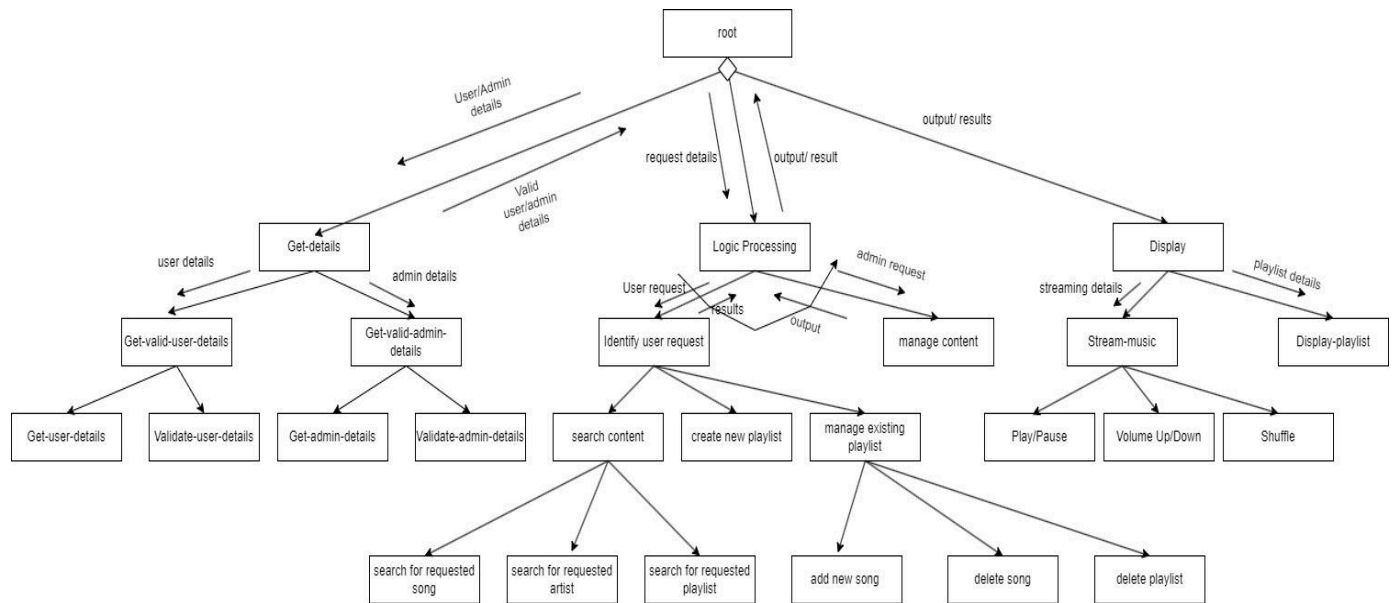 root
User/Admin
details
output/ results
request details
output/ result
Valid
user/admin
details
Get-details
Logic Processing
Display
user details
admin details
User request
results
output
admin request
streaming details
playlist details
Get-valid-user-details
Get-valid-admin-
details
Identify user request
manage content
Stream-music
Display-playlist
Get-user-details
Validate-user-details
Get-admin-details
Validate-admin-details
search content
create new playlist
manage existing
playlist
Play/Pause
Volume Up/Down
Shuffle
search for requested
song
search for requested
artist
search for requested
playlist
add new song
delete song
delete playlist